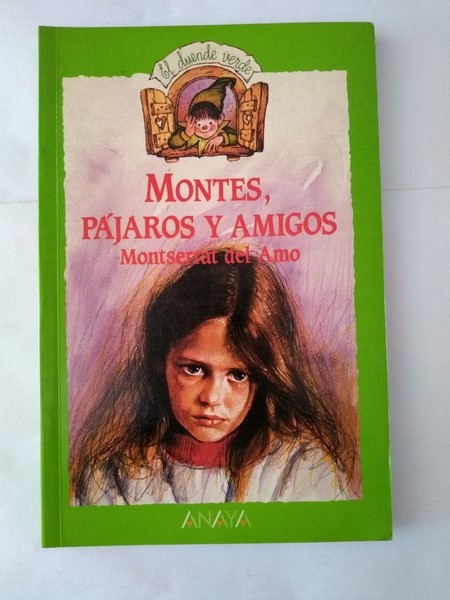 El duende verde
MONTES,
PÁJAROS Y AMIGOS
Montserrat del Amo
ANAYA